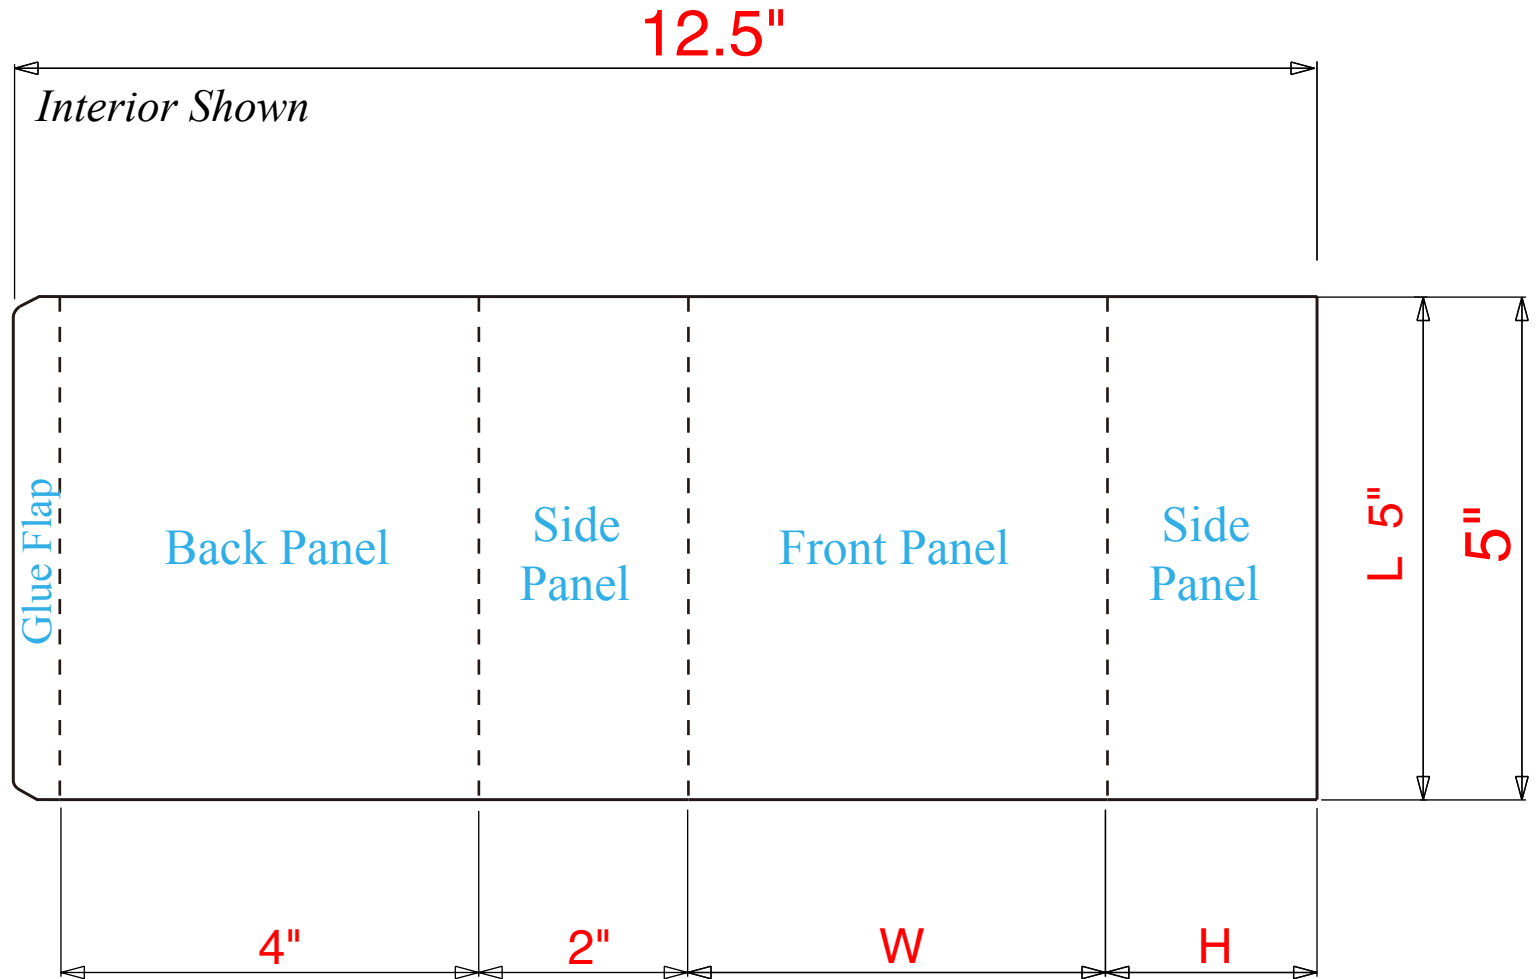 12.5"
Interior Shown
Glue Flap
Back Panel
Side
Panel
Front Panel
Side
Panel
L 5"
5"
4"
2"
W
H